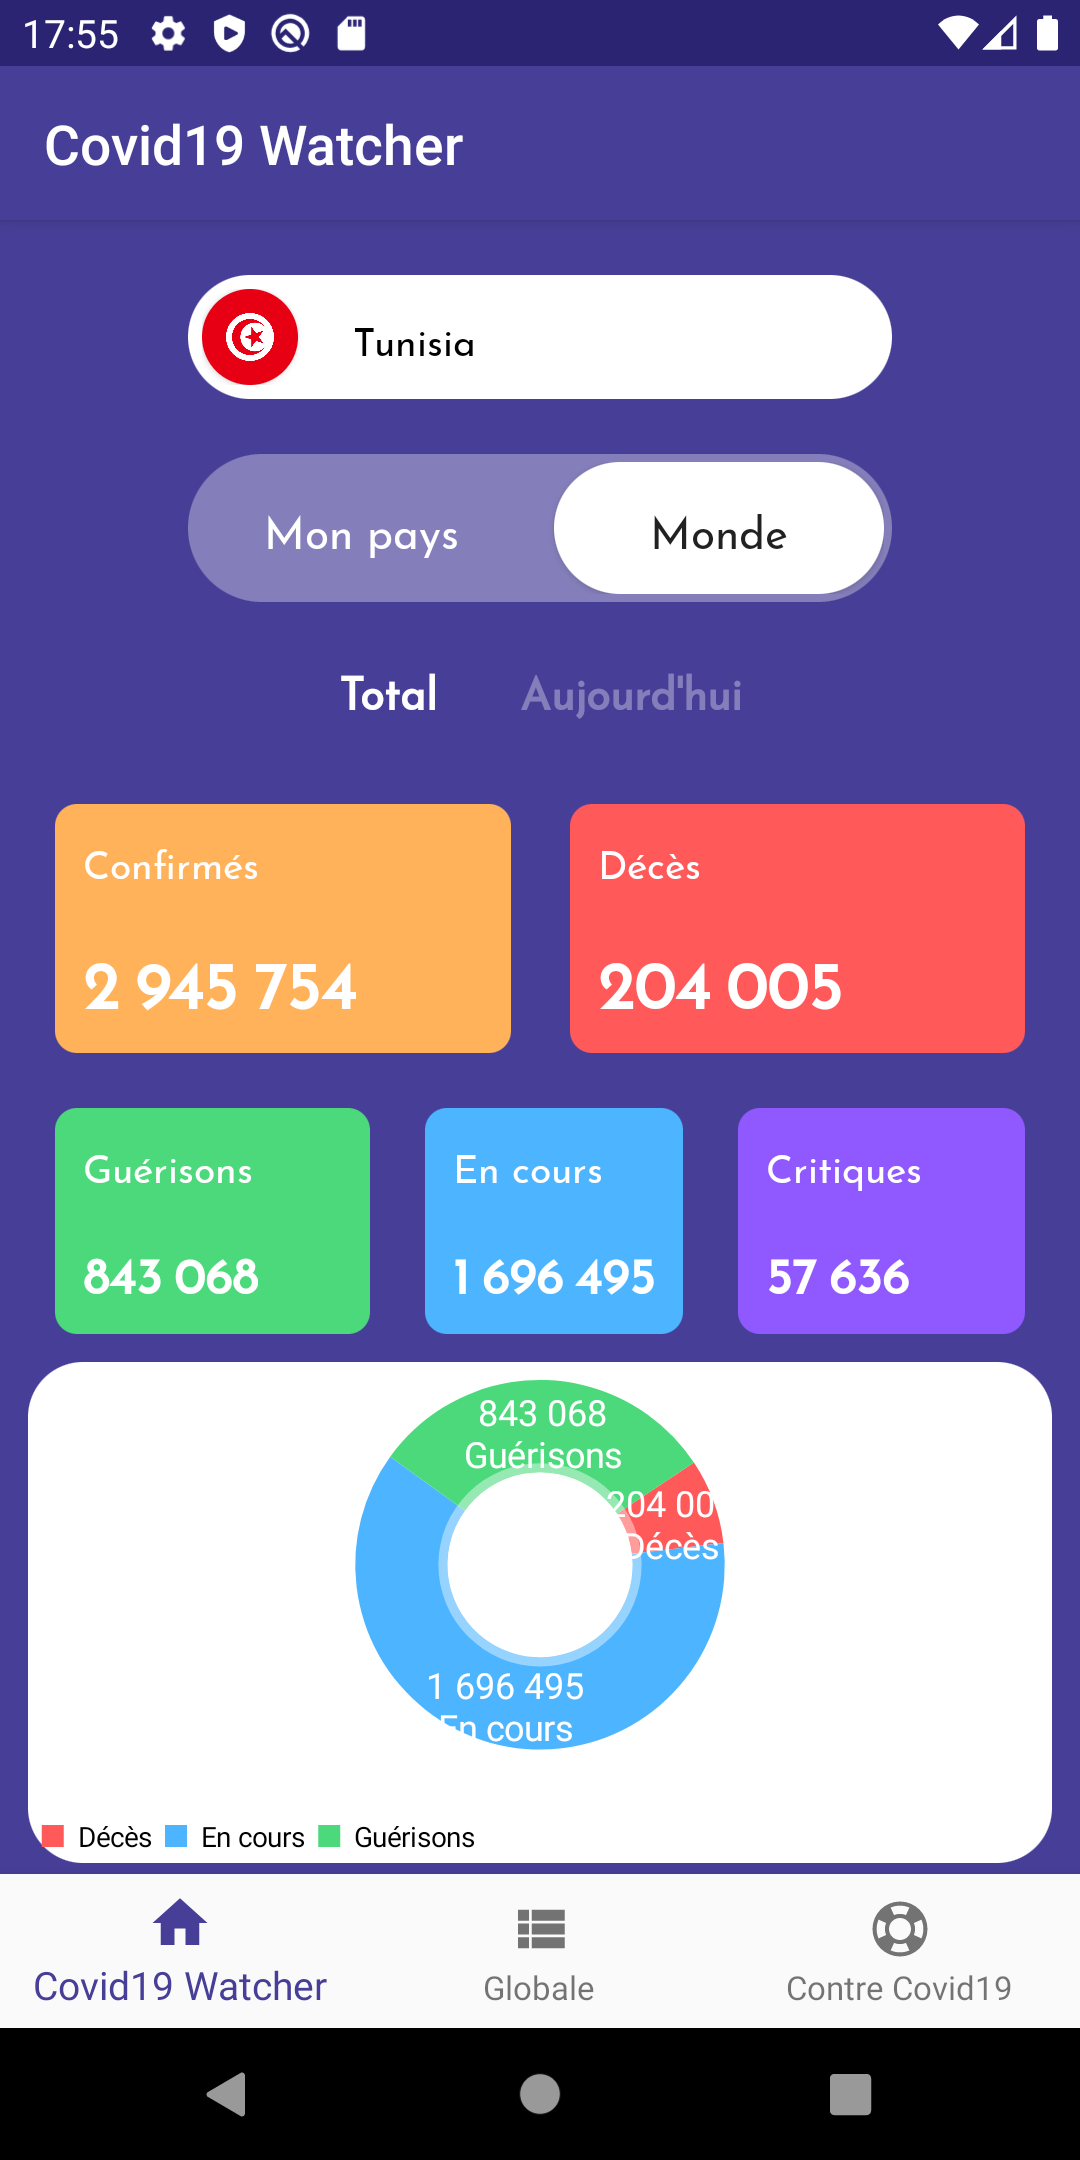 17:55
Covid19 Watcher
Tunisia
Mon pays Monde
Total Aujourd'hui
Confirmés Décès
2 945 754 204 005
Guérisons En cours Critiques
843 068 1 696 495 57 636
843 068
Guérisons
204 00
Décès
1 696 495
En cours
Décès En cours Guérisons
Covid19 Watcher Globale Contre Covid19